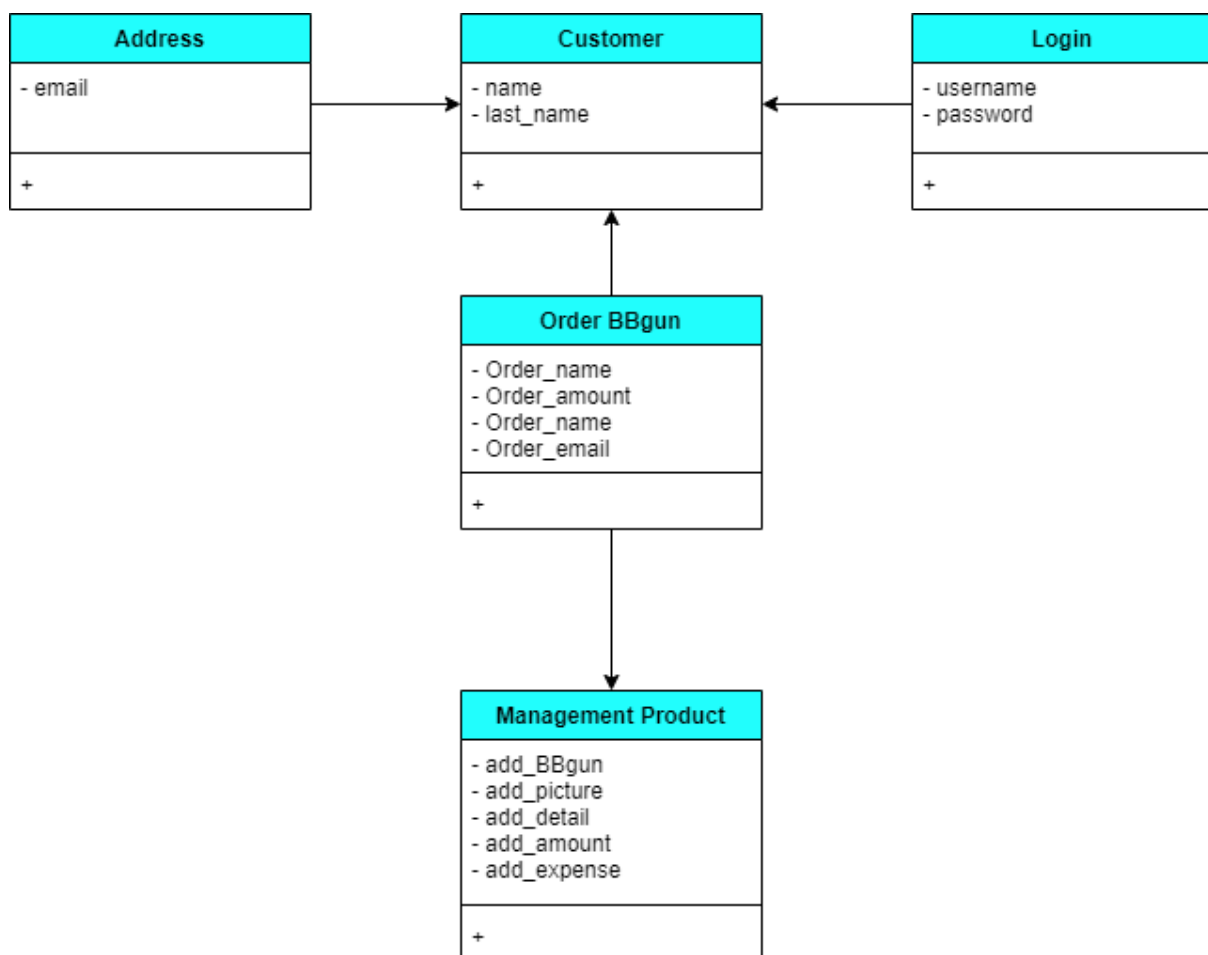 Address
- email
+
Customer
- name
- last_name
+
Login
- username
- password
+
Order BBgun
- Order_name
- Order_amount
- Order_name
- Order_email
+
Management Product
- add_BBgun
- add_picture
- add_detail
- add_amount
- add_expense
+